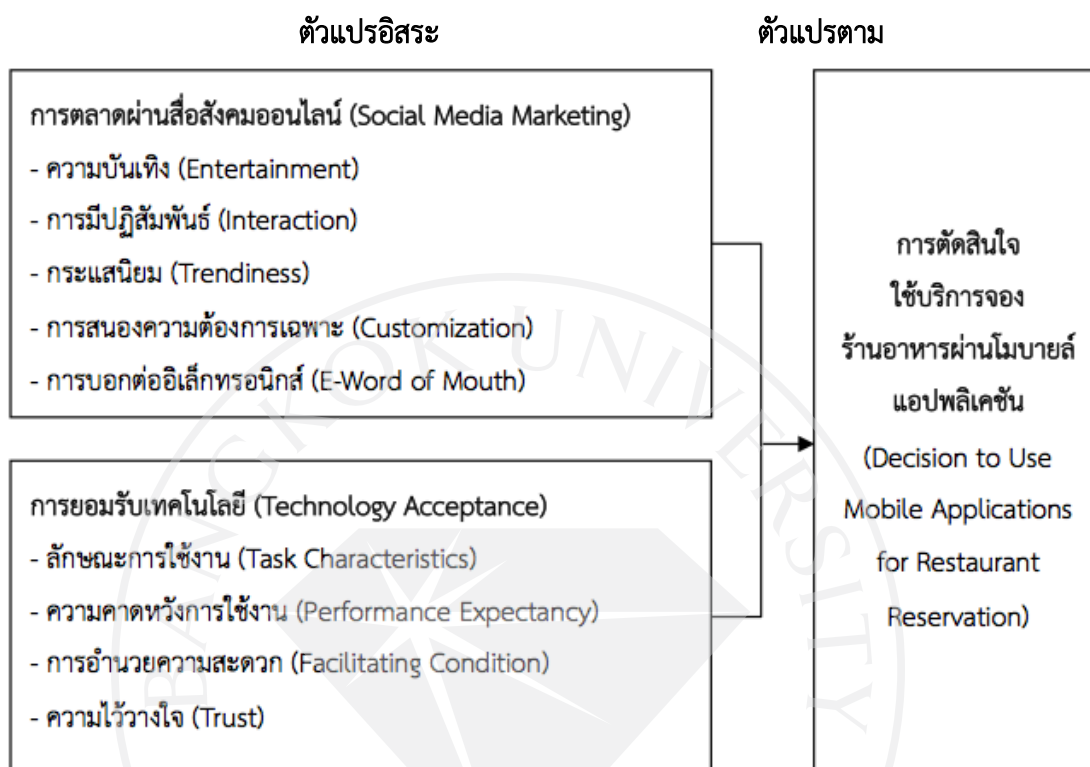 ตัวแปรอิสระ
ตัวแปรตาม
การตลาดผ่านสื่อสังคมออนไลน์ (Social Media Marketing)
- ความบันเทิง (Entertainment)
- การมีปฏิสัมพันธ์ (Interaction)
- กระแสนิยม (Trendiness)
- การสนองความต้องการเฉพาะ (Customization)
- การบอกต่ออิเล็กทรอนิกส์ (E-Word of Mouth)
การยอมรับเทคโนโลยี (Technology Acceptance)
- ลักษณะการใช้งาน (Task Characteristics)
- ความคาดหวังการใช้งาน (Performance Expectancy)
- การอำนวยความสะดวก (Facilitating Condition)
- ความไว้วางใจ (Trust)
การตัดสินใจ
ใช้บริการจอง
ร้านอาหารผ่านโมบายล์
แอปพลิเคชัน
(Decision to Use
Mobile Applications
for Restaurant
Reservation)
BANGKOK UNIVERSITY